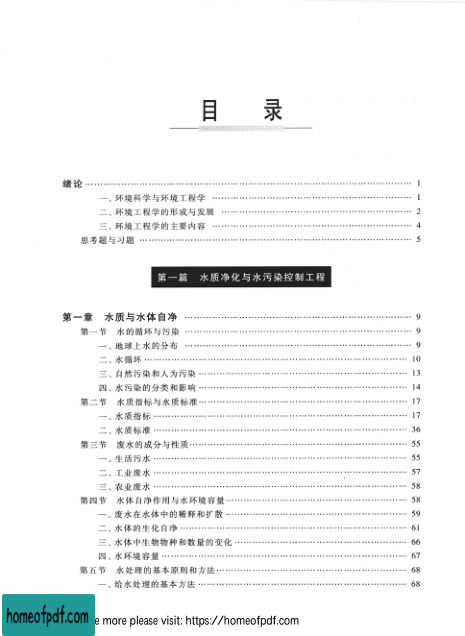 目 录
绪论 1
一、环境科学与环境工程学 1
二、环境工程学的形成与发展 2
三、环境工程学的主要内容 4
思考题与习题 5
第一篇 水质净化与水污染控制工程
第一章 水质与水体自净 9
第一节 水的循环与污染 9
一、地球上水的分布 9
二、水循环 10
三、自然污染和人为污染 13
四、水污染的分类和影响 14
第二节 水质指标与水质标准 17
一、水质指标 17
二、水质标准 36
第三节 废水的成分与性质 55
一、生活污水 55
二、工业废水 57
三、农业废水 58
第四节 水体自净作用与水环境容量 58
一、废水在水体中的稀释和扩散 59
二、水体的生化自净 61
三、水体中生物物种和数量的变化 66
四、水环境容量 67
第五节 水处理的基本原则和方法 68
一、给水处理的基本方法 68
homeofpdf.com
e more please visit: https://homeofpdf.com